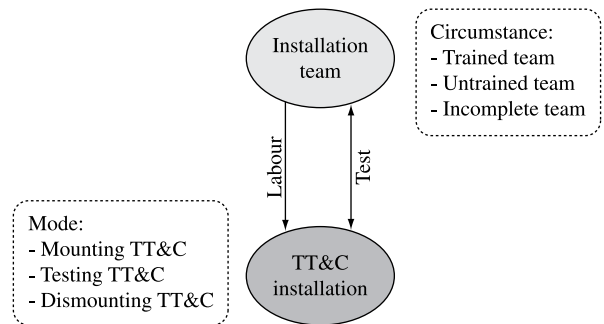 Installation
team
Circumstance:
- Trained team
- Untrained team
- Incomplete team
Labour
Test
Mode:
- Mounting TT&C
- Testing TT&C
- Dismounting TT&C
TT&C
installation